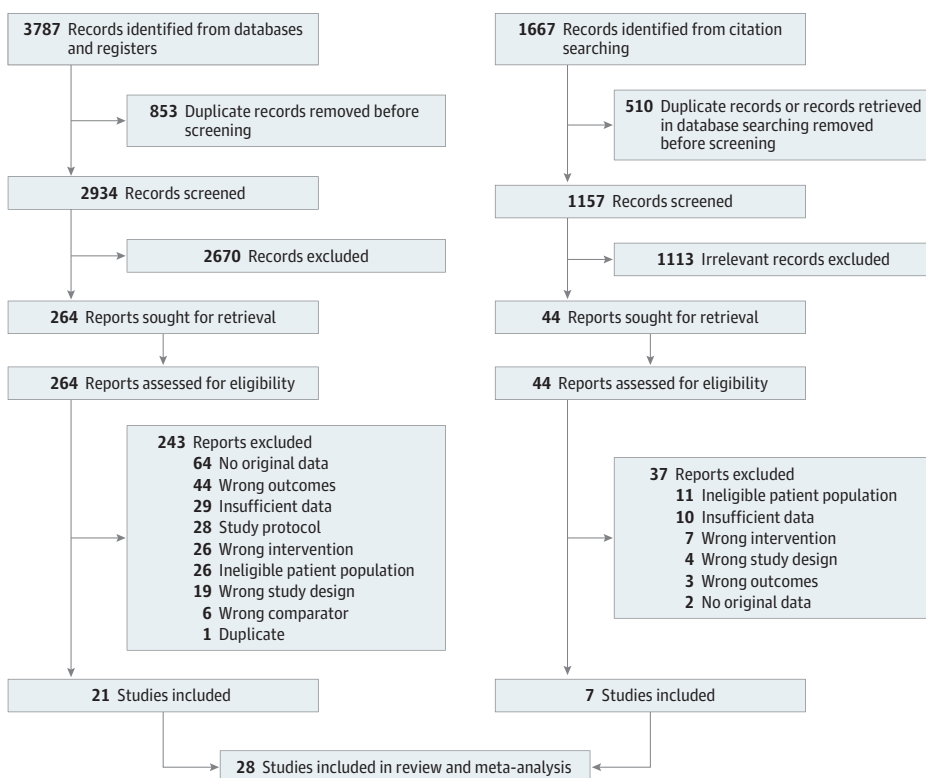 3787 Records identified from databases
and registers
853 Duplicate records removed before
screening
2934 Records screened
2670 Records excluded
264 Reports sought for retrieval
264 Reports assessed for eligibility
243 Reports excluded
64 No original data
44 Wrong outcomes
29 Insufficient data
28 Study protocol
26 Wrong intervention
26 Ineligible patient population
19 Wrong study design
6 Wrong comparator
1 Duplicate
21 Studies included
1667 Records identified from citation
searching
510 Duplicate records or records retrieved
in database searching removed
before screening
1157 Records screened
1113 Irrelevant records excluded
44 Reports sought for retrieval
44 Reports assessed for eligibility
37 Reports excluded
11 Ineligible patient population
10 Insufficient data
7 Wrong intervention
4 Wrong study design
3 Wrong outcomes
2 No original data
7 Studies included
28 Studies included in review and meta-analysis